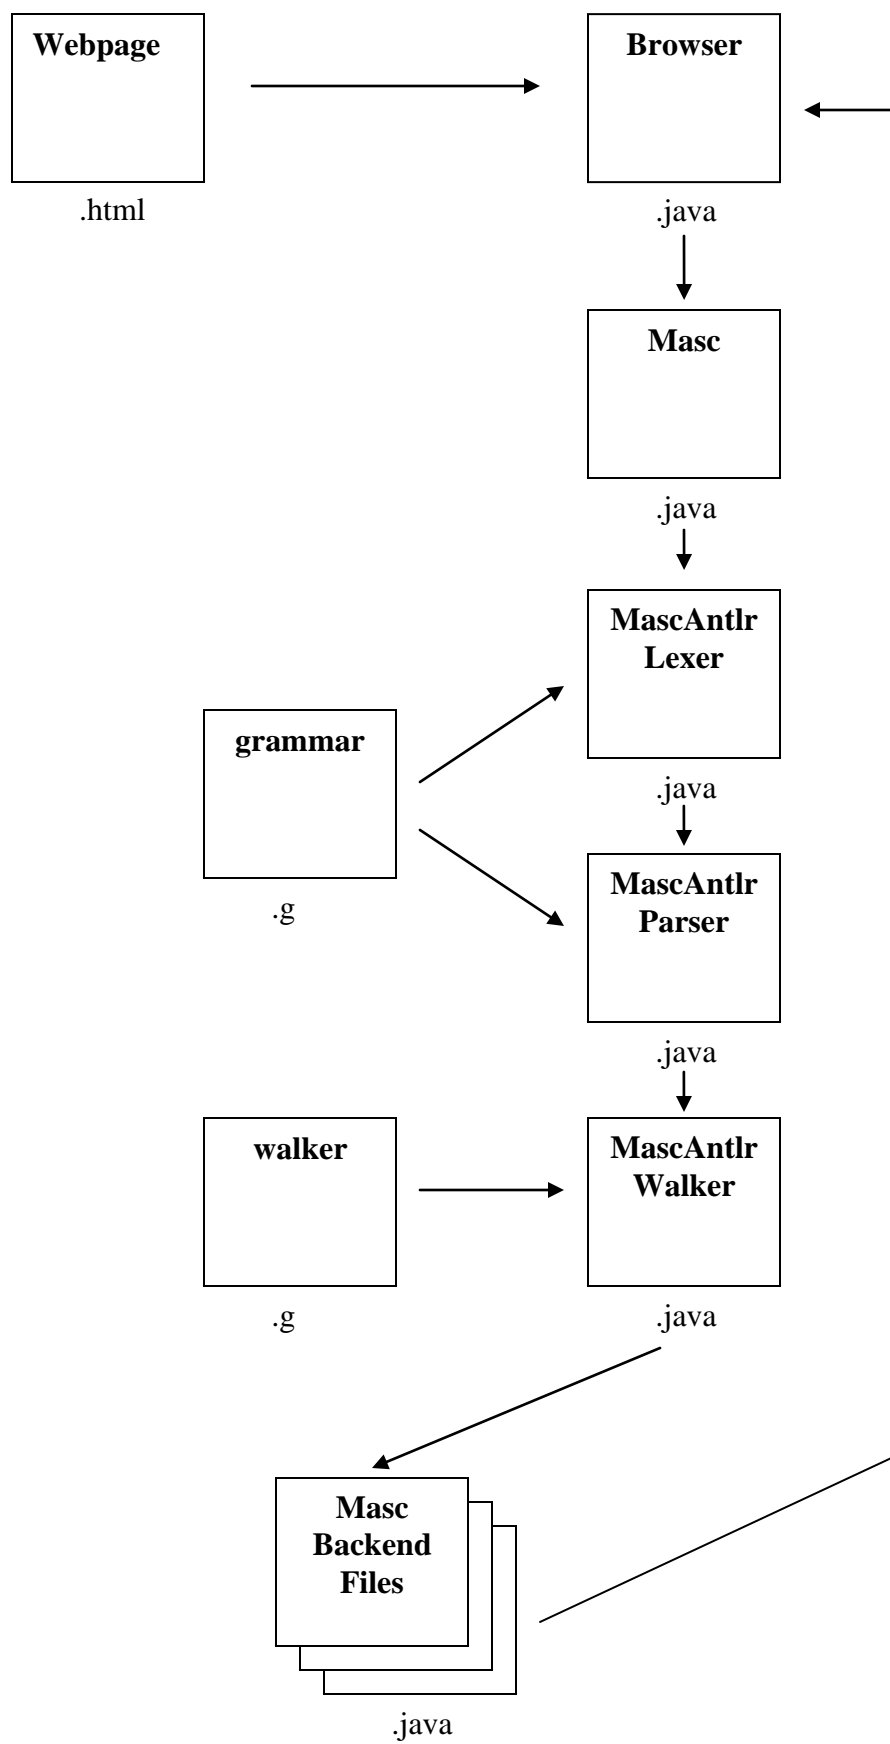 Webpage
Browser
.html
.java
Masc
.java
MascAntlr
Lexer
grammar
.java
MascAntlr
Parser
.g
.java
walker
MascAntlr
Walker
.g
.java
Masc
Backend
Files
.java